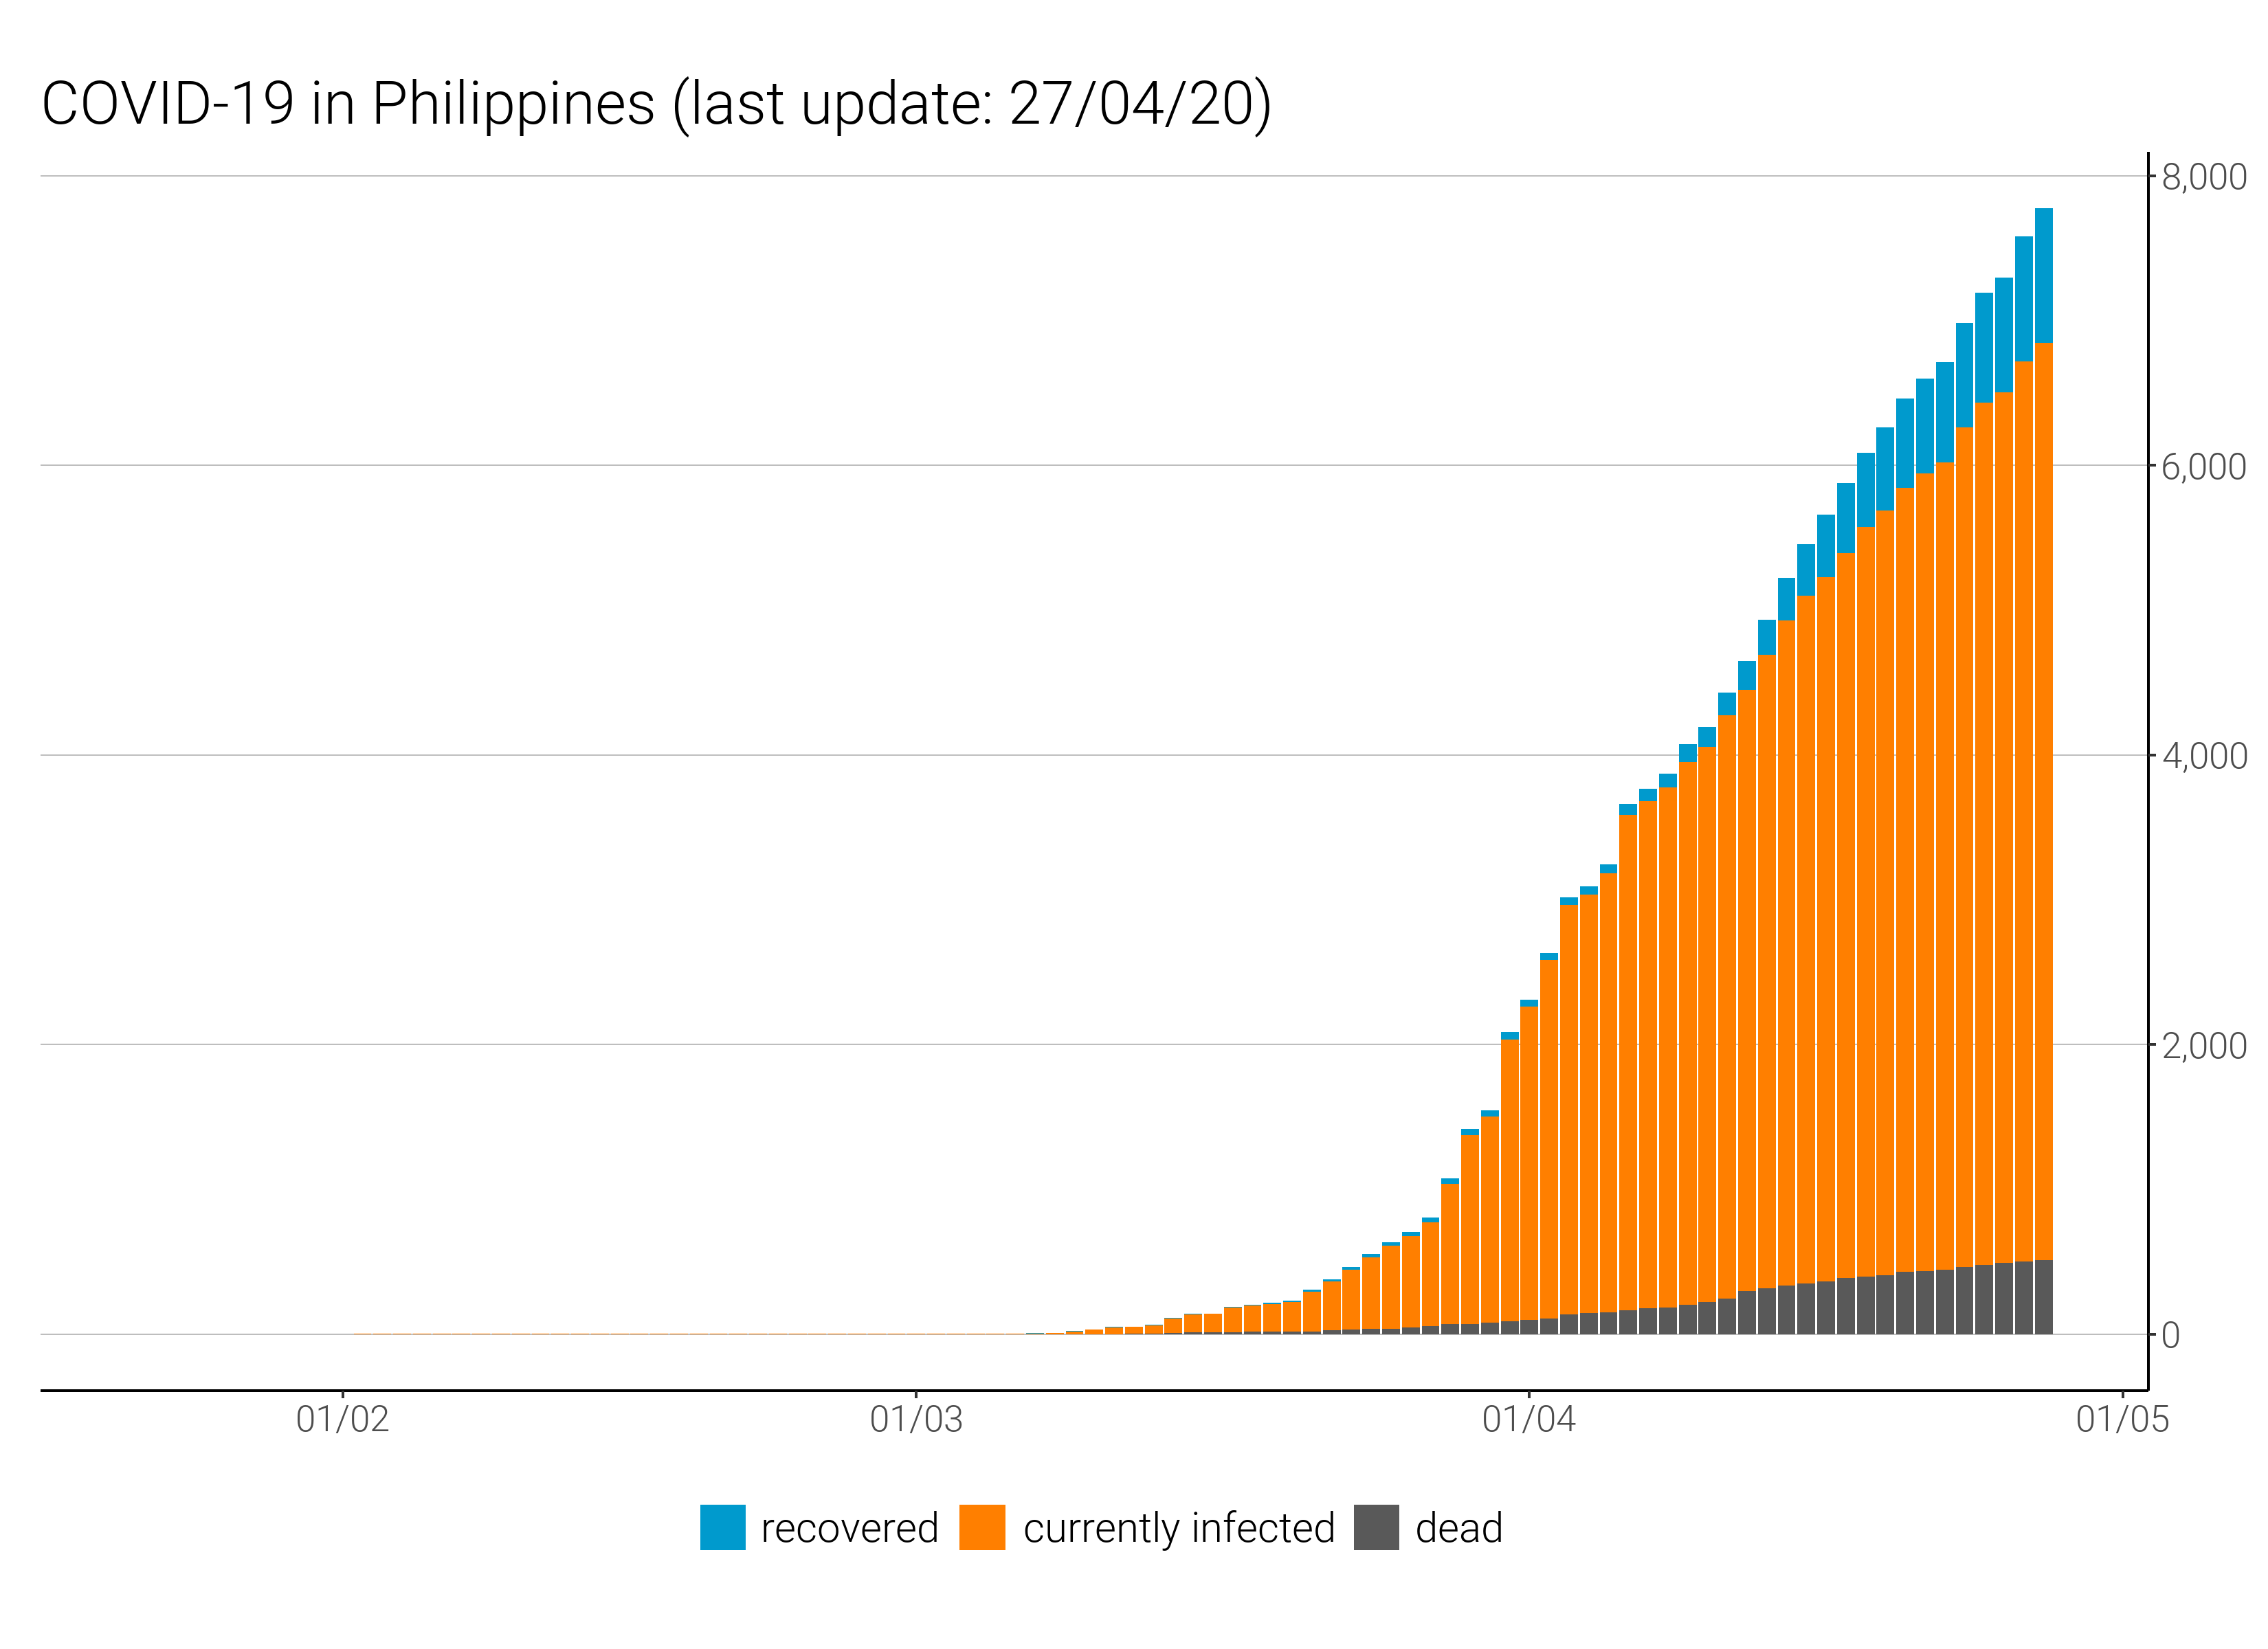 COVID-19 in Philippines (last update: 27/04/20)
8,000
6,000
4,000
2,000
0
01/02 01/03 01/04 01/05
recovered currently infected dead